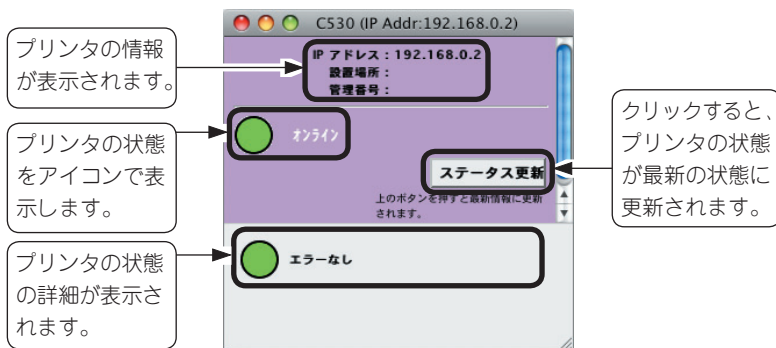 C530 (IP Addr:192.168.0.2)
プリンタの情報
が表示されます。
IP アドレス：192.168.0.2
設置場所：
管理番号：
プリンタの状態
をアイコンで表
示します。
オンライン
ステータス更新
上のボタンを押すと最新情報に更新
されます。
クリックすると、
プリンタの状態
が最新の状態に
更新されます。
プリンタの状態
の詳細が表示さ
れます。
エラーなし